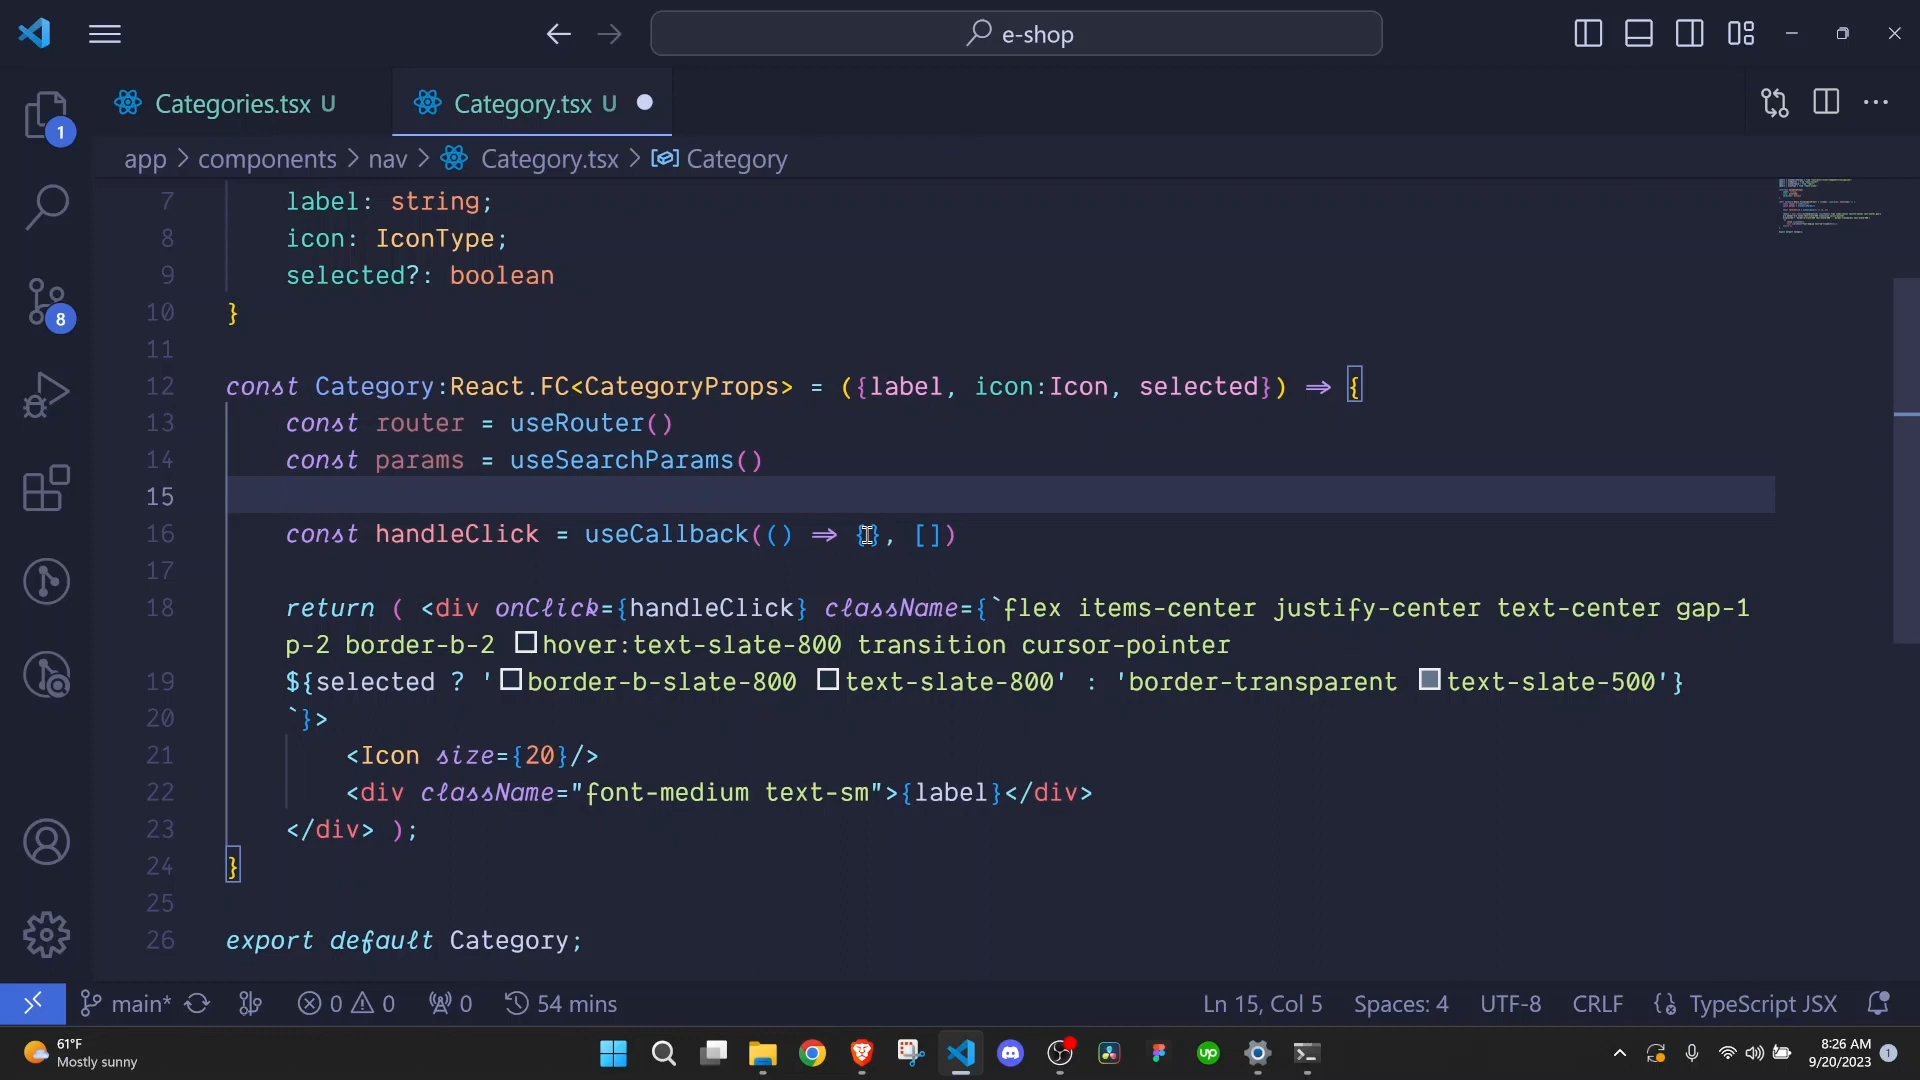 e-shop
Categories.tsx U
Category.tsx U
1
app > components > nav > Category.tsx > Category
7 label: string;
8 icon: IconType;
9 selected?: boolean
8
10 }
11
12 const Category:React.FC<CategoryProps> = ({label, icon:Icon, selected}) ⇒ {
13 const router = useRouter()
14 const params = useSearchParams()
15
16 const handleClick = useCallback(() ⇒ {}, [])
17
18 return ( <div onClick={handleClick} className={`flex items-center justify-center text-center gap-1
p-2 border-b-2 hover:text-slate-800 transition cursor-pointer
19 ${selected ? 'border-b-slate-800 text-slate-800' : 'border-transparent text-slate-500'}
20 `}>
21 <Icon size={20}/>
22 <div className="font-medium text-sm">{label}</div>
23 </div> );
24 }
25
26 export default Category;
main* 0 0 0 54 mins Ln 15, Col 5 Spaces: 4 UTF-8 CRLF {} TypeScript JSX
61°F
Mostly sunny
up
8:26 AM
9/20/2023
1